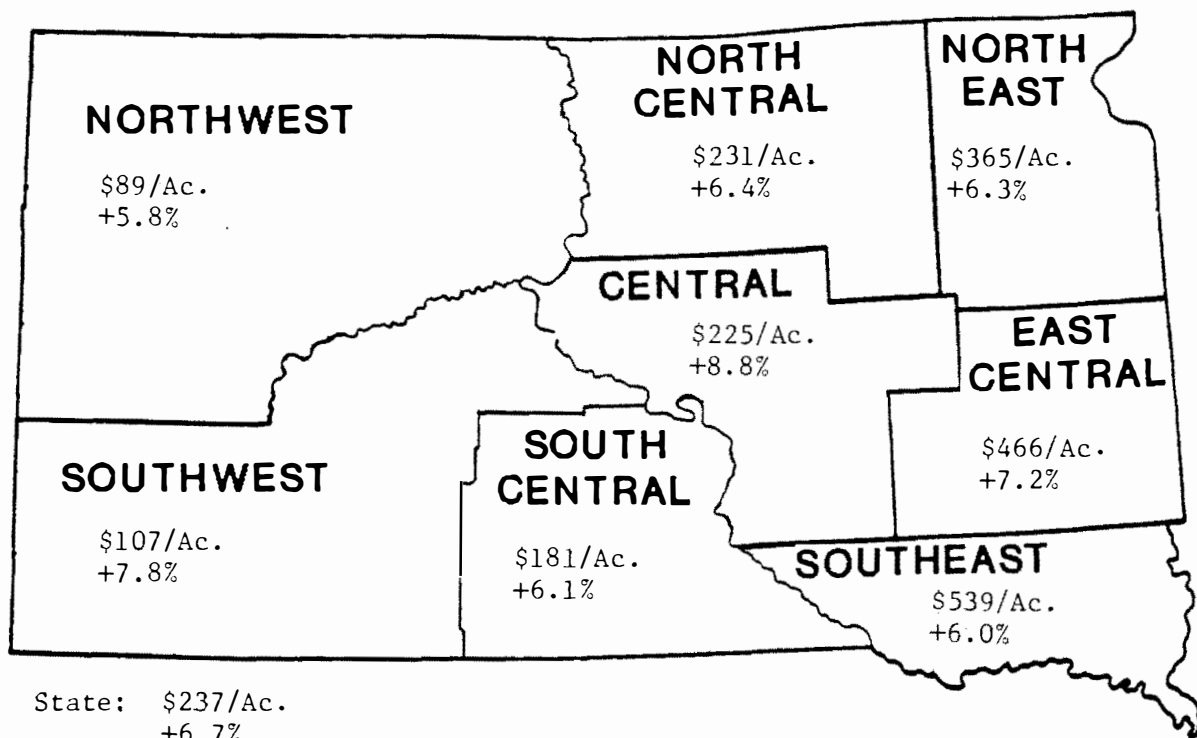 NORTHWEST
$89/Ac.
+5.8%
NORTH
CENTRAL
$231/Ac.
+6.4%
NORTH
EAST
$365/Ac.
+6.3%
CENTRAL
$225/Ac.
+8.8%
EAST
CENTRAL
$466/Ac.
+7.2%
SOUTHWEST
$107/Ac.
+7.8%
SOUTH
CENTRAL
$181/Ac.
+6.1%
SOUTHEAST
$539/Ac.
+6.0%
State: $237/Ac.
+6.7%